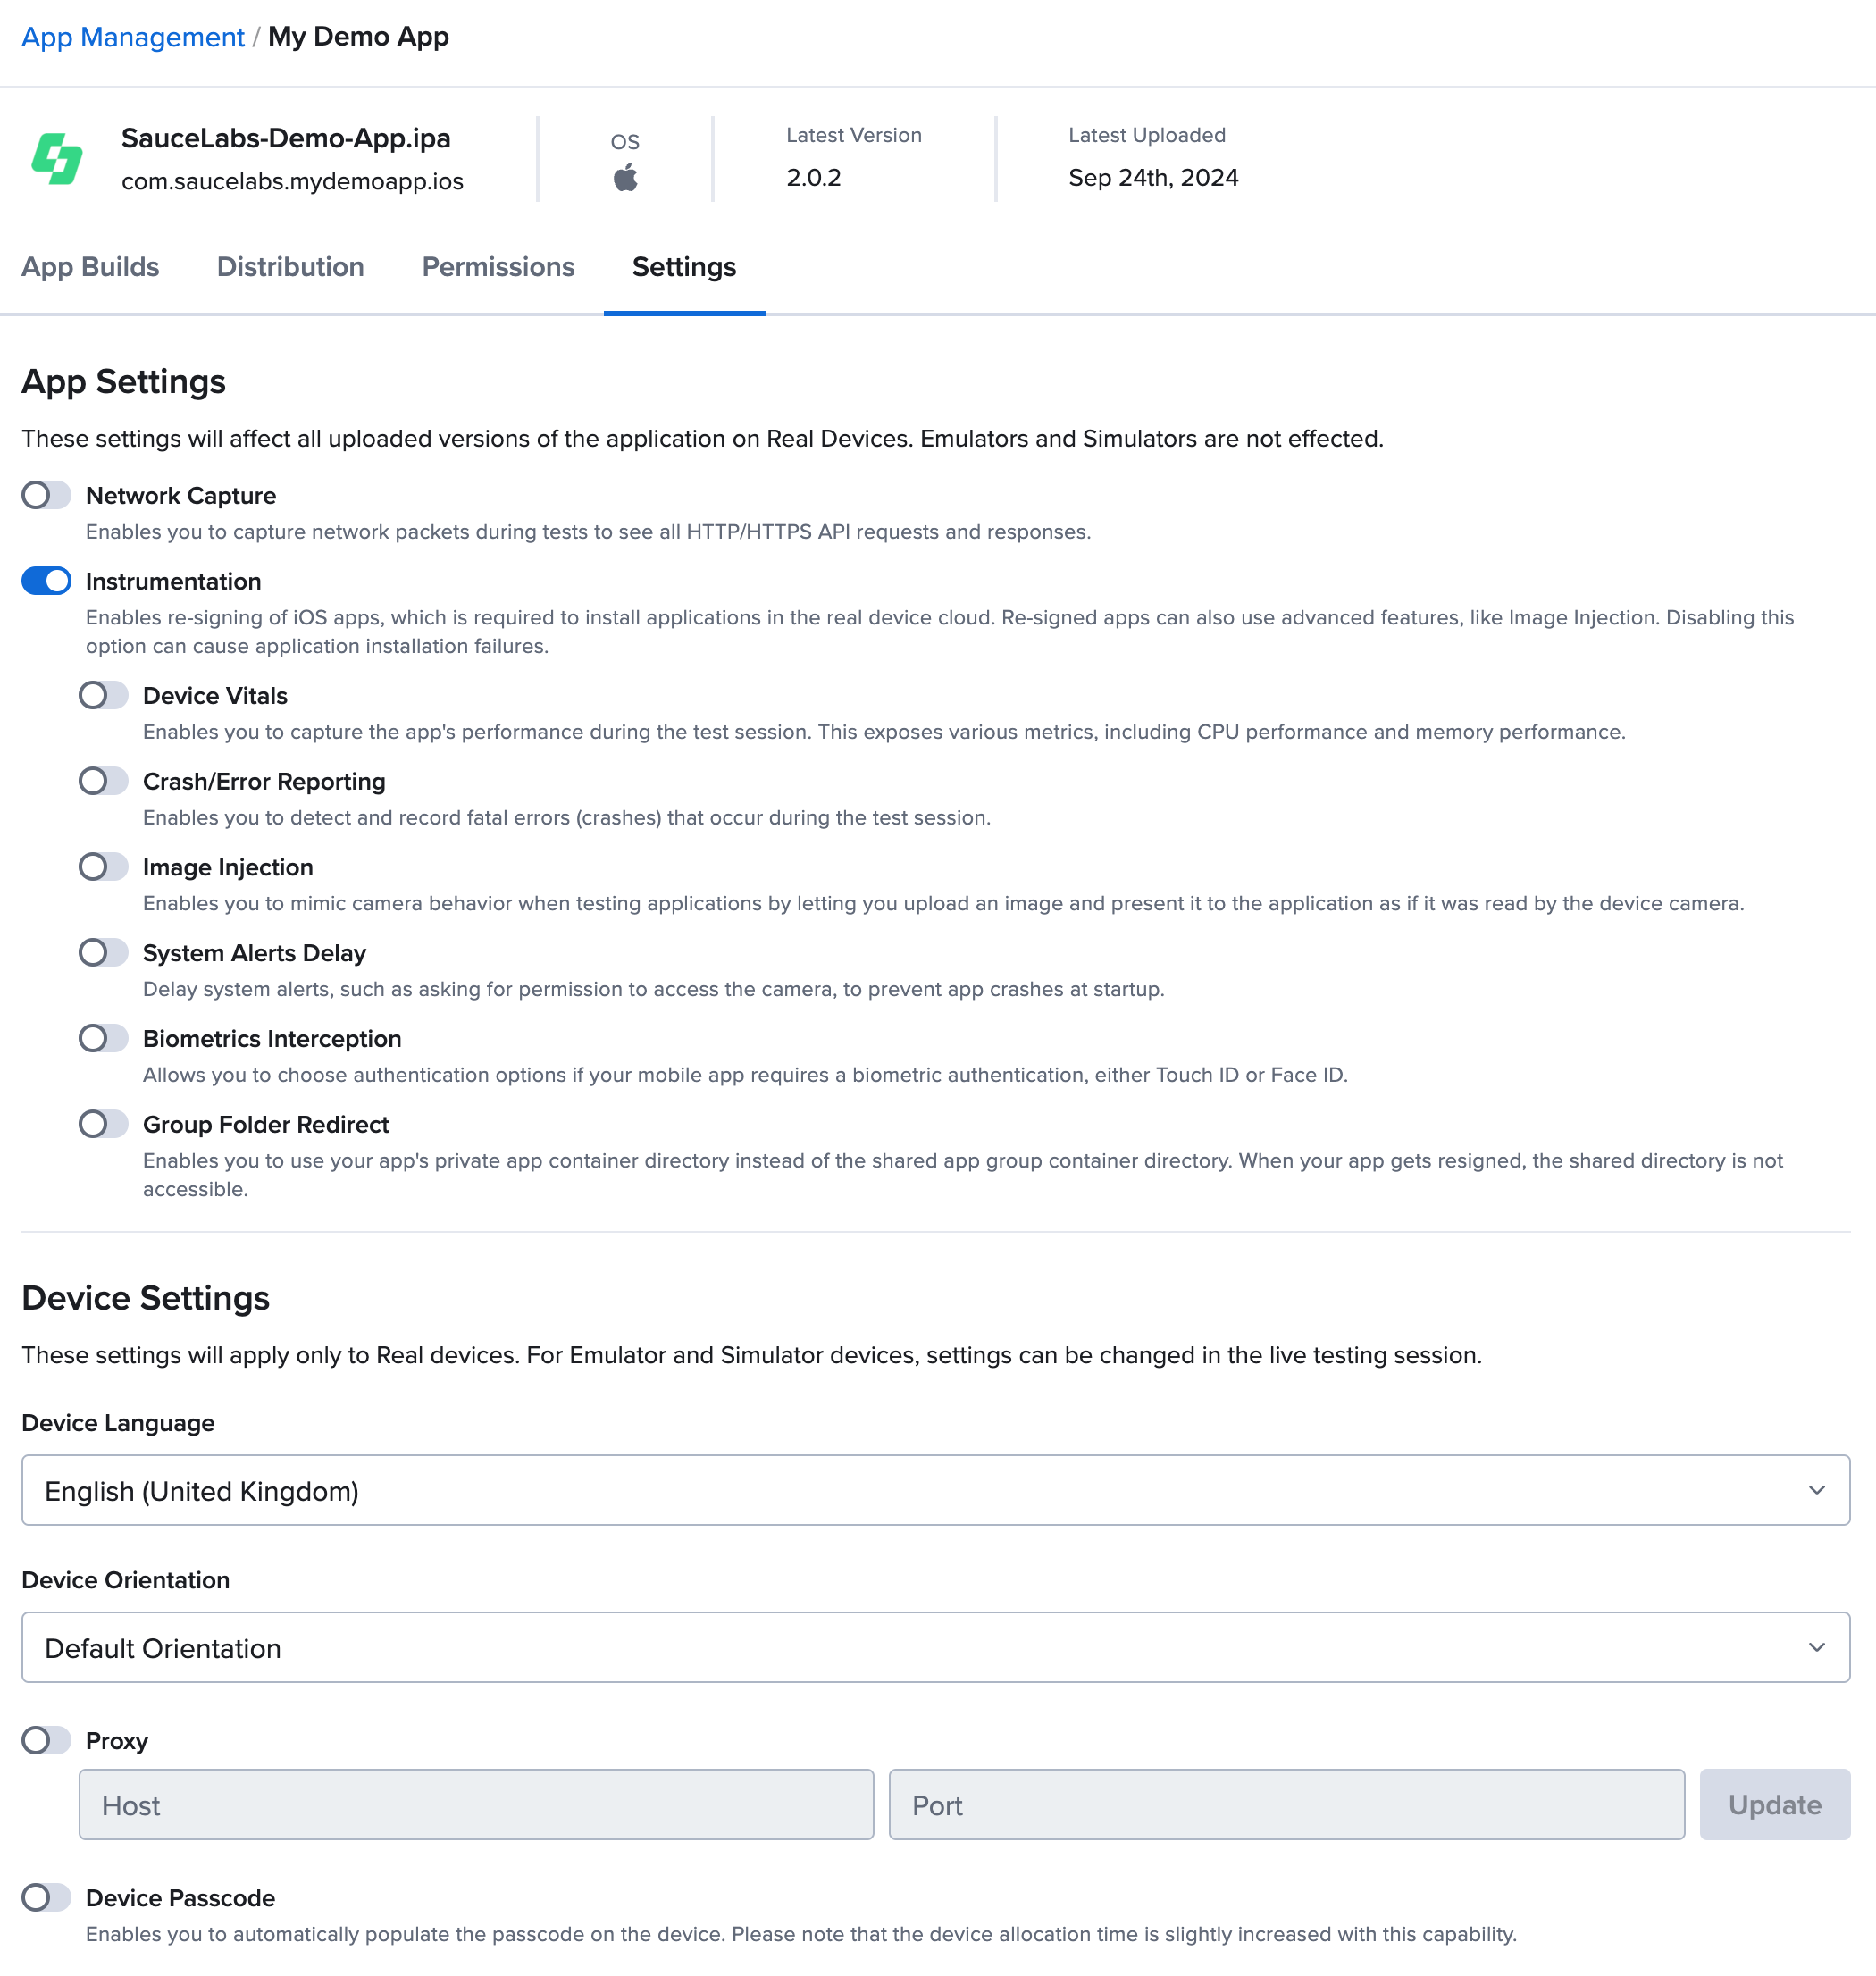 App Management / My Demo App
SauceLabs-Demo-App.ipa
com.saucelabs.mydemoapp.ios
OS
Latest Version
2.0.2
Latest Uploaded
Sep 24th, 2024
App Builds Distribution Permissions Settings
App Settings
These settings will affect all uploaded versions of the application on Real Devices. Emulators and Simulators are not effected.
Network Capture
Enables you to capture network packets during tests to see all HTTP/HTTPS API requests and responses.
Instrumentation
Enables re-signing of iOS apps, which is required to install applications in the real device cloud. Re-signed apps can also use advanced features, like Image Injection. Disabling this
option can cause application installation failures.
Device Vitals
Enables you to capture the app's performance during the test session. This exposes various metrics, including CPU performance and memory performance.
Crash/Error Reporting
Enables you to detect and record fatal errors (crashes) that occur during the test session.
Image Injection
Enables you to mimic camera behavior when testing applications by letting you upload an image and present it to the application as if it was read by the device camera.
System Alerts Delay
Delay system alerts, such as asking for permission to access the camera, to prevent app crashes at startup.
Biometrics Interception
Allows you to choose authentication options if your mobile app requires a biometric authentication, either Touch ID or Face ID.
Group Folder Redirect
Enables you to use your app's private app container directory instead of the shared app group container directory. When your app gets resigned, the shared directory is not
accessible.
Device Settings
These settings will apply only to Real devices. For Emulator and Simulator devices, settings can be changed in the live testing session.
Device Language
English (United Kingdom)
Device Orientation
Default Orientation
Proxy
Host Port Update
Device Passcode
Enables you to automatically populate the passcode on the device. Please note that the device allocation time is slightly increased with this capability.